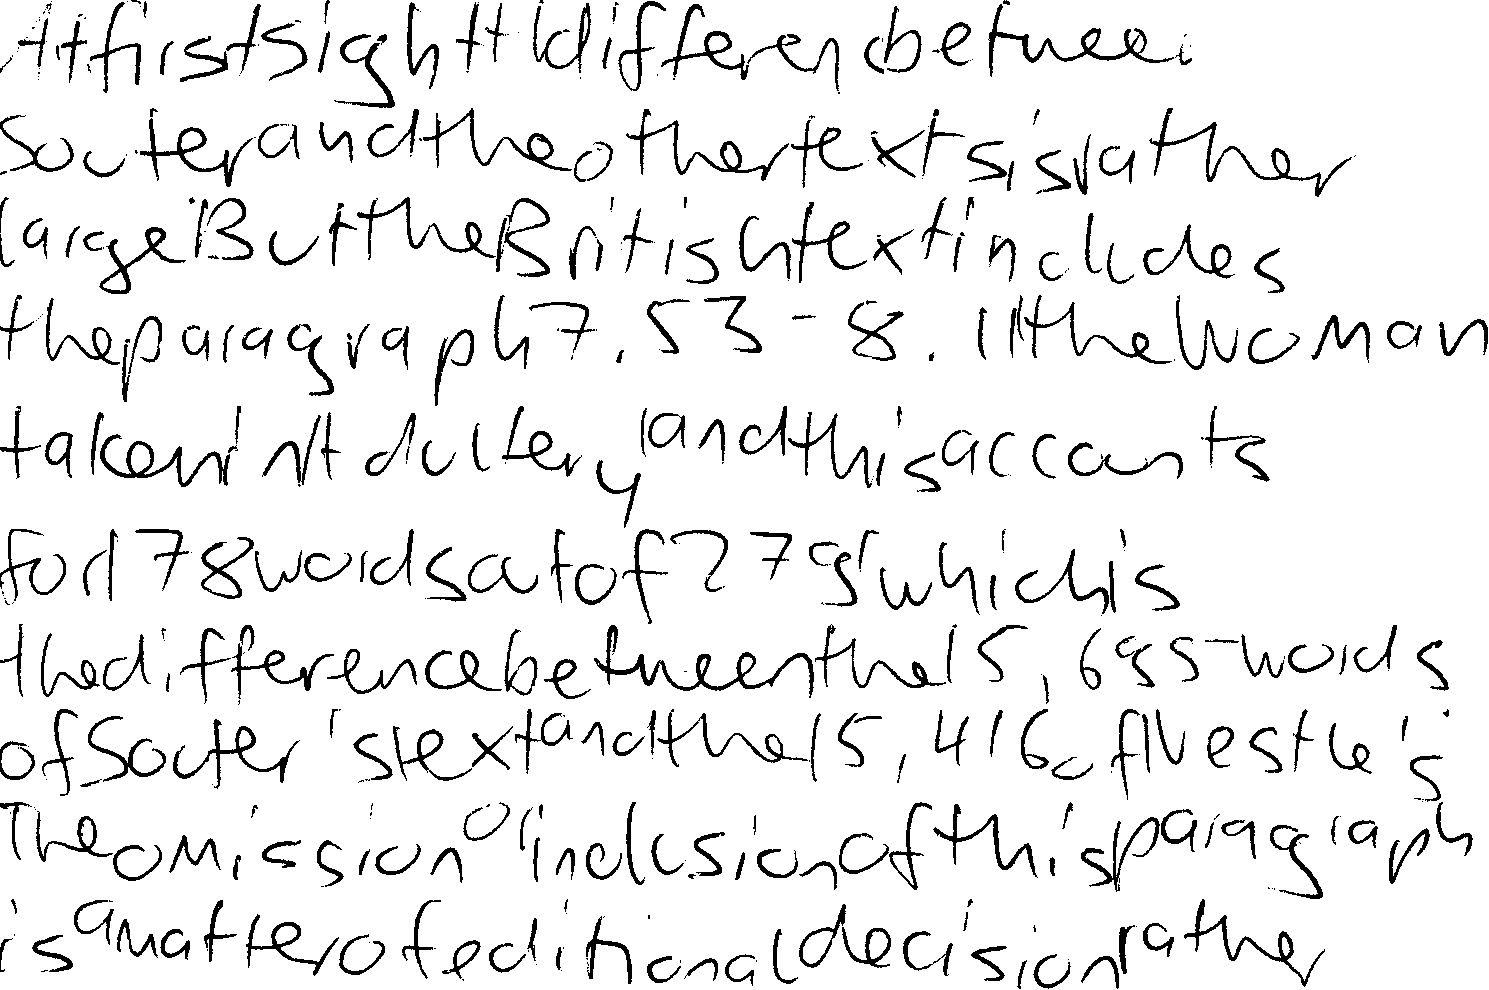 At first sight the difference between
Souter and the other texts is rather
large. But the British text includes
the paragraph 7.53-8.11 the woman
taken in adultery and this accounts
for 178 words out of 279 which is
the difference between the 15,695-words
of Souter's text and the 15,416 of Nestle's
The omission or inclusion of this paragraph
is a matter of editional decision rather